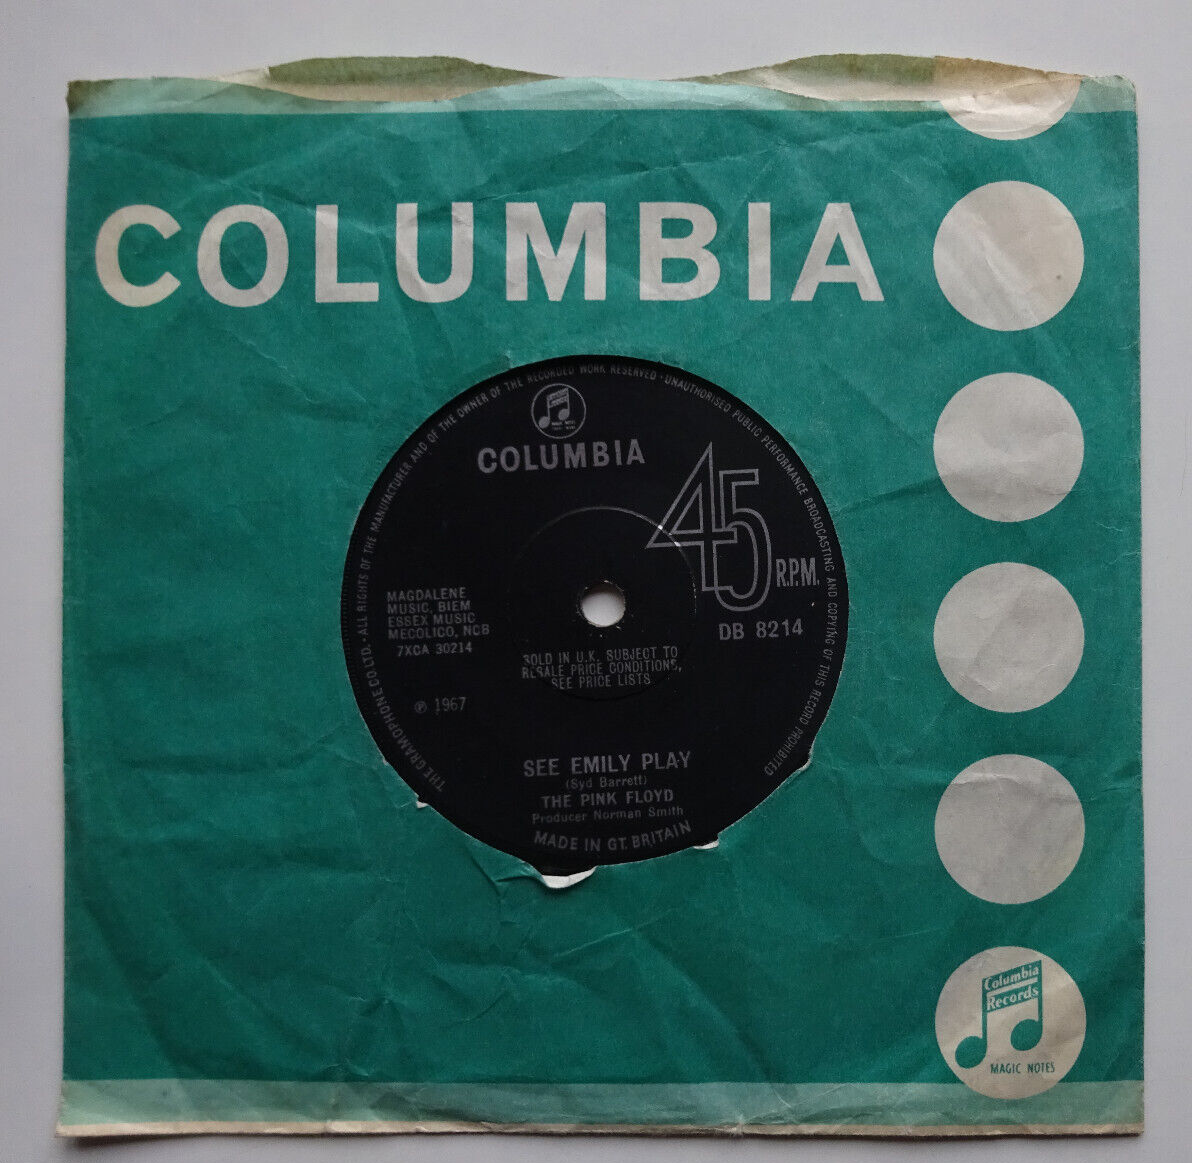 COLUMBIA
THE GRAMOPHONE CO LTD. · ALL RIGHTS OF THE MANUFACTURER AND OF THE OWNER OF THE RECORDED WORK RESERVED · UNAUTHORISED PUBLIC PERFORMANCE BROADCASTING AND COPYING OF THIS RECORD PROHIBITED
MAGIC NOTES
COLUMBIA
45
R.P.M.
DB 8214
MAGDALENE
MUSIC, BIEM
ESSEX MUSIC
MECOLICO, NCB
7XCA 30214
SOLD IN U.K. SUBJECT TO
RESALE PRICE CONDITIONS,
SEE PRICE LISTS
℗ 1967
SEE EMILY PLAY
(Syd Barrett)
THE PINK FLOYD
Producer Norman Smith
MADE IN GT. BRITAIN
Columbia
Records
MAGIC NOTES